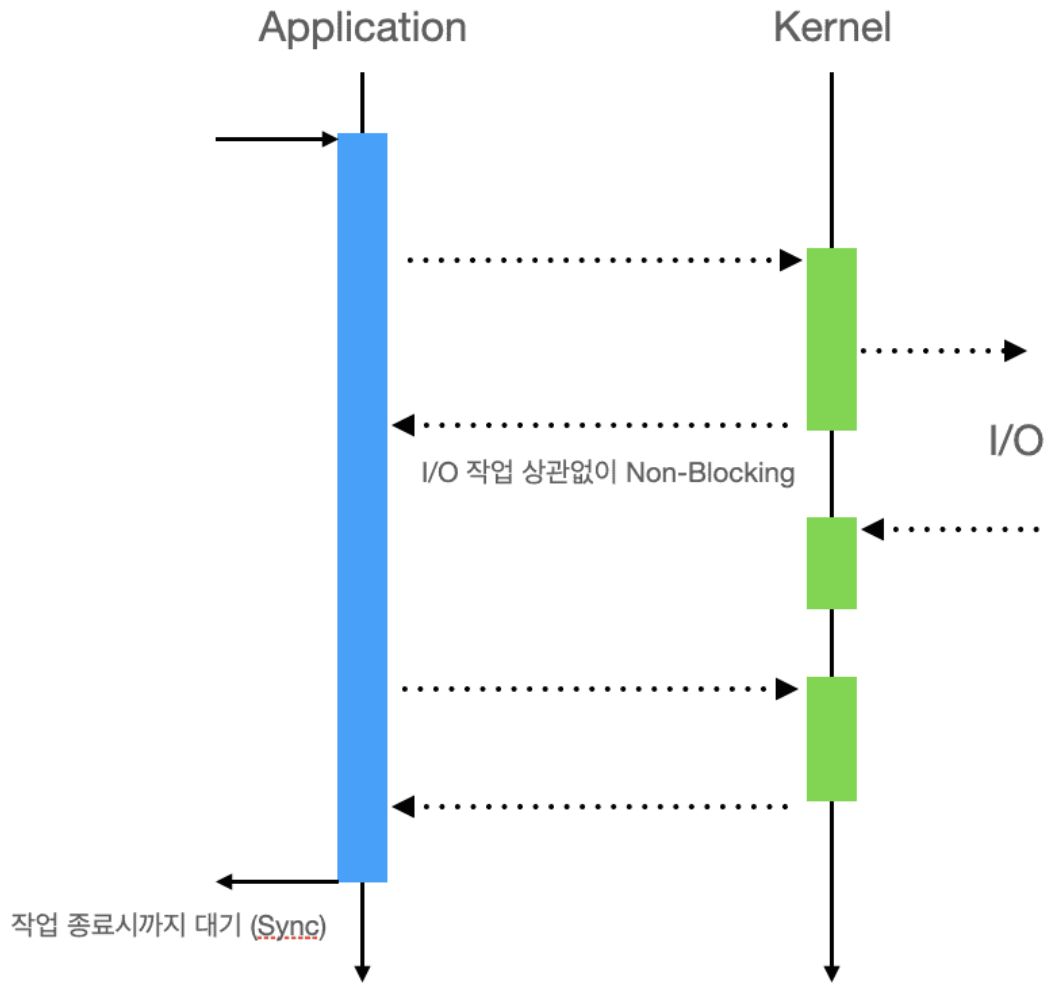 Application
Kernel
I/O
I/O 작업 상관없이 Non-Blocking
작업 종료시까지 대기 (Sync)